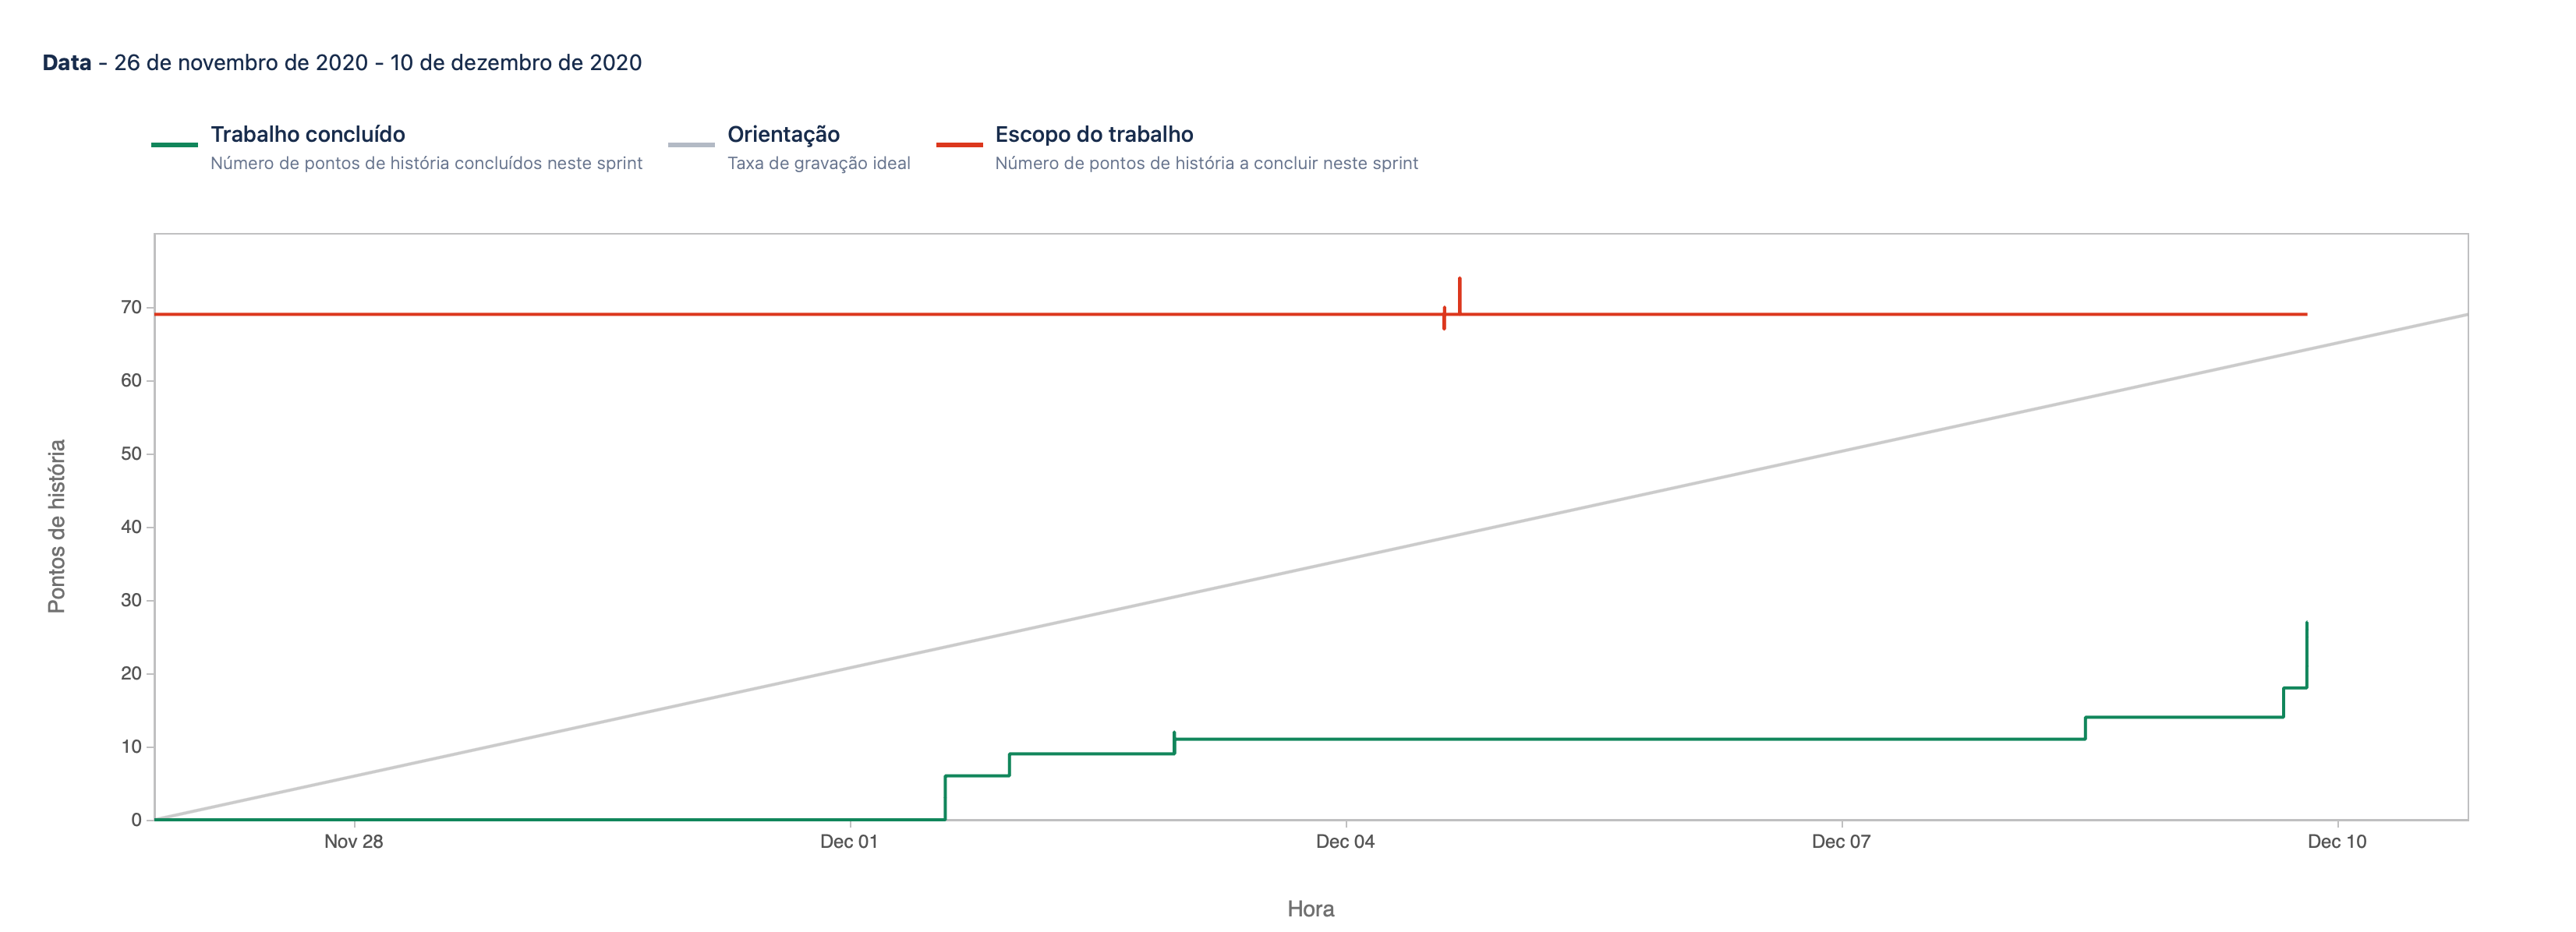 Data - 26 de novembro de 2020 - 10 de dezembro de 2020
Trabalho concluído
Número de pontos de história concluídos neste sprint
Orientação
Taxa de gravação ideal
Escopo do trabalho
Número de pontos de história a concluir neste sprint
Pontos de história
70
60
50
40
30
20
10
0
Nov 28
Dec 01
Dec 04
Dec 07
Dec 10
Hora